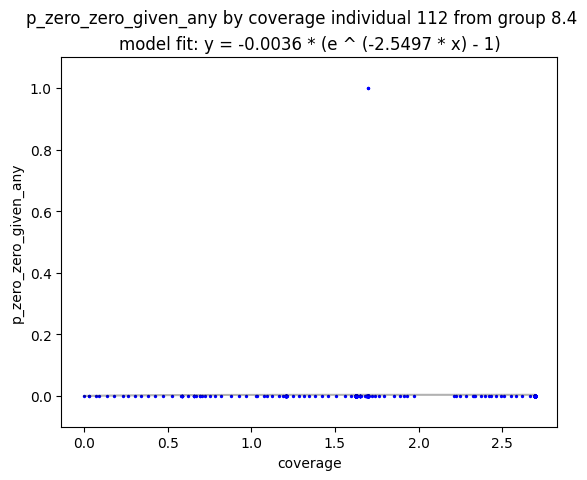 p_zero_zero_given_any by coverage individual 112 from group 8.4
model fit: y = -0.0036 * (e ^ (-2.5497 * x) - 1)
1.0
0.8
0.6
0.4
0.2
0.0
p_zero_zero_given_any
0.0 0.5 1.0 1.5 2.0 2.5
coverage